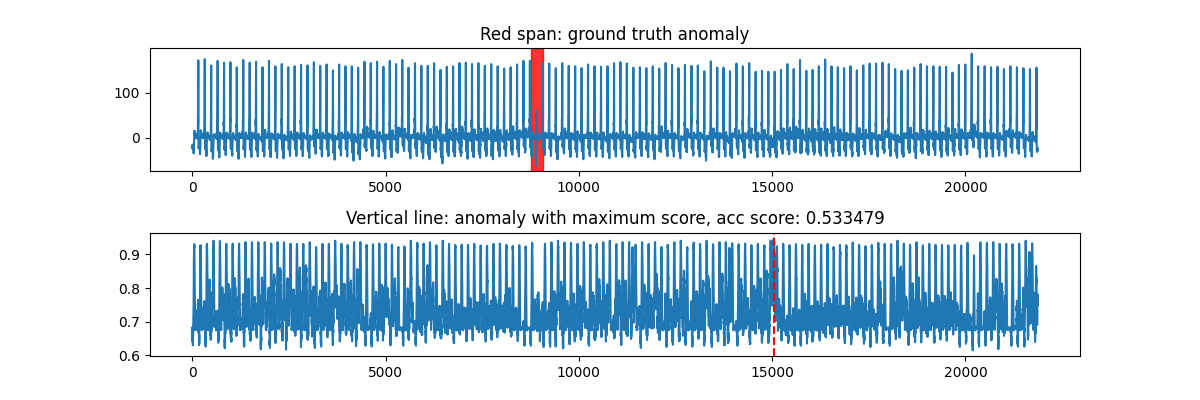 Red span: ground truth anomaly
100
0
0 5000 10000 15000 20000
Vertical line: anomaly with maximum score, acc score: 0.533479
0.9
0.8
0.7
0.6
0 5000 10000 15000 20000